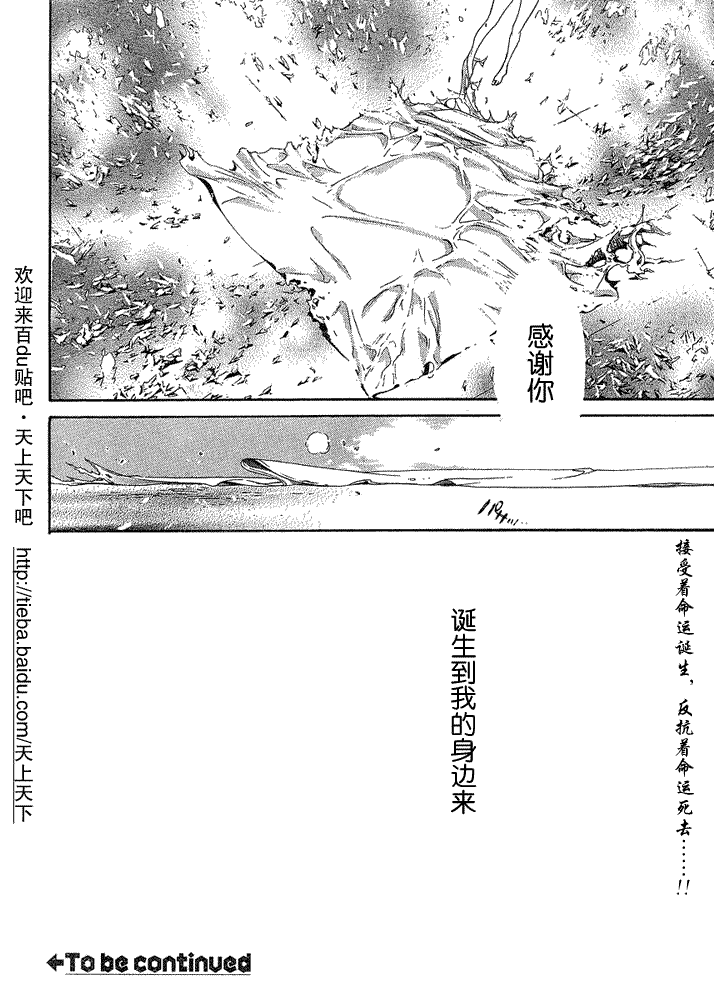 感谢你
诞生到我的身边来
接受着命运诞生，反抗着命运死去……!!
To be continued
欢迎来百du贴吧·天上天下吧 http://tieba.baidu.com/天上天下